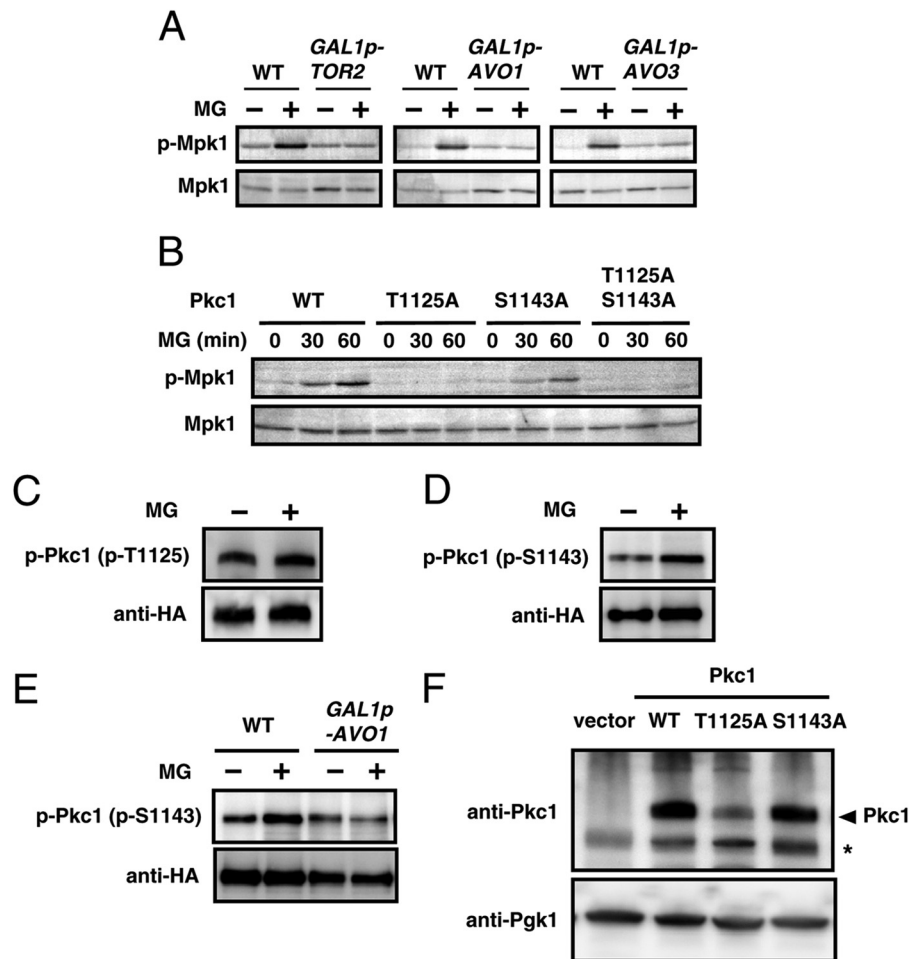 A
WT GAL1p-TOR2 WT GAL1p-AVO1 WT GAL1p-AVO3
MG − + − + − + − + − + − +
p-Mpk1
Mpk1
B
Pkc1 WT T1125A S1143A T1125A S1143A
MG (min) 0 30 60 0 30 60 0 30 60 0 30 60
p-Mpk1
Mpk1
C
MG − +
p-Pkc1 (p-T1125)
anti-HA
D
MG − +
p-Pkc1 (p-S1143)
anti-HA
E
WT GAL1p-AVO1
MG − + − +
p-Pkc1 (p-S1143)
anti-HA
F
Pkc1
vector WT T1125A S1143A
anti-Pkc1 ◄ Pkc1
*
anti-Pgk1